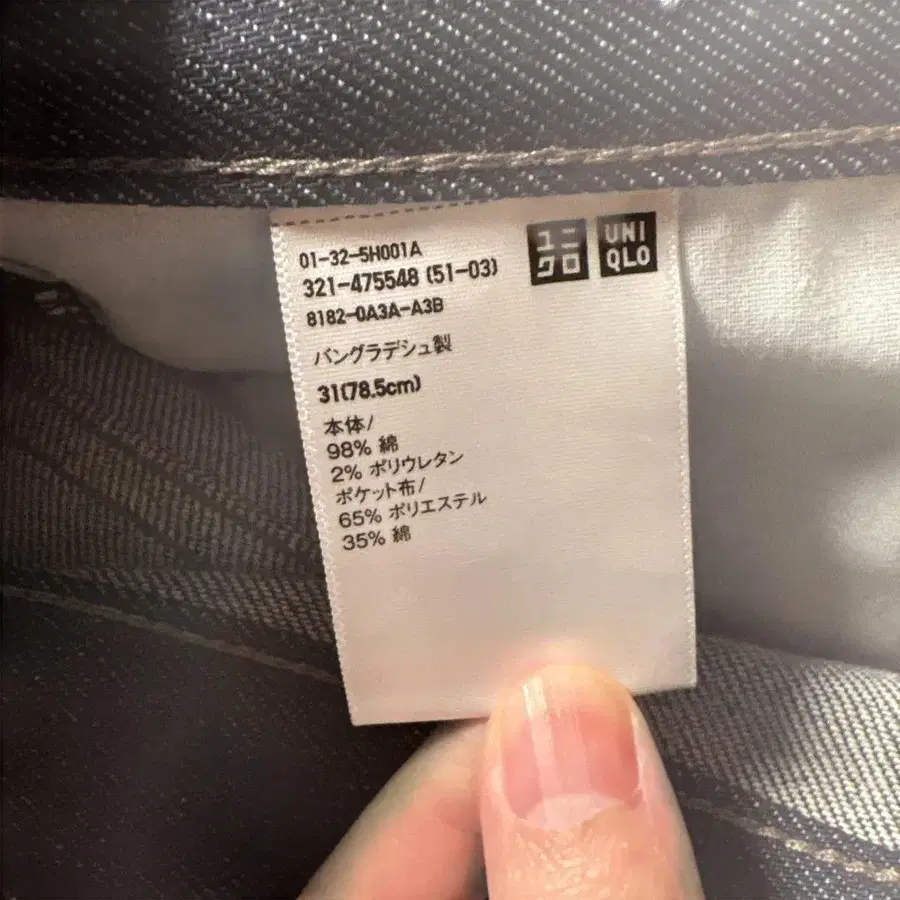 ユニ
クロ
UNI
QLO
01-32-5H001A
321-475548 (51-03)
8182-0A3A-A3B
バングラデシュ製
31(78.5cm)
本体/
98% 綿
2% ポリウレタン
ポケット布/
65% ポリエステル
35% 綿